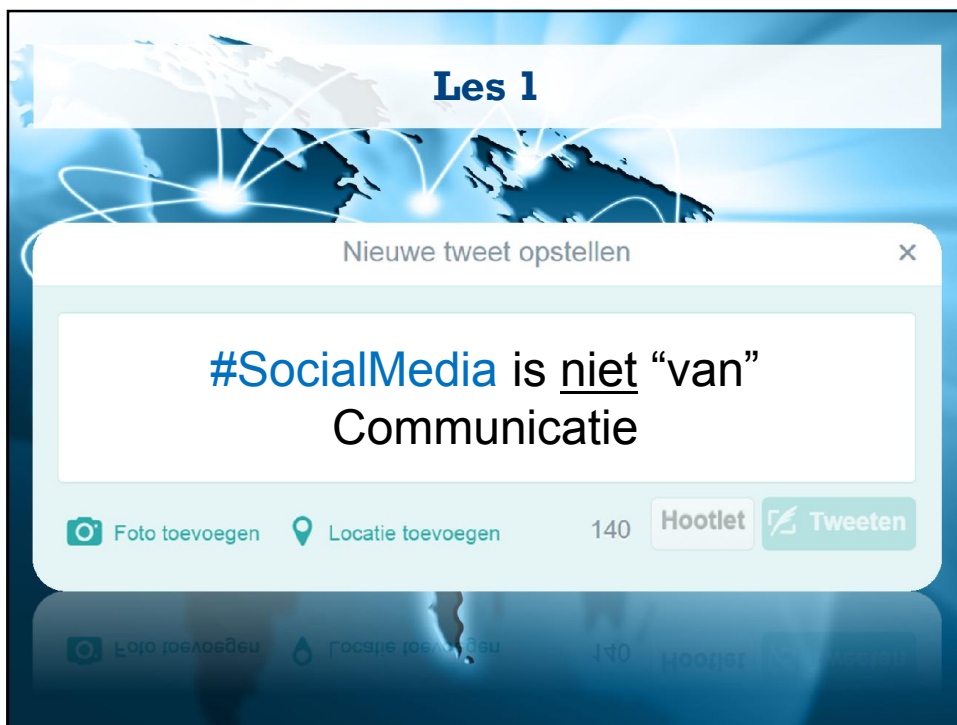 Les 1
Nieuwe tweet opstellen ×
#SocialMedia is niet “van”
Communicatie
Foto toevoegen Locatie toevoegen 140 Hootlet Tweeten